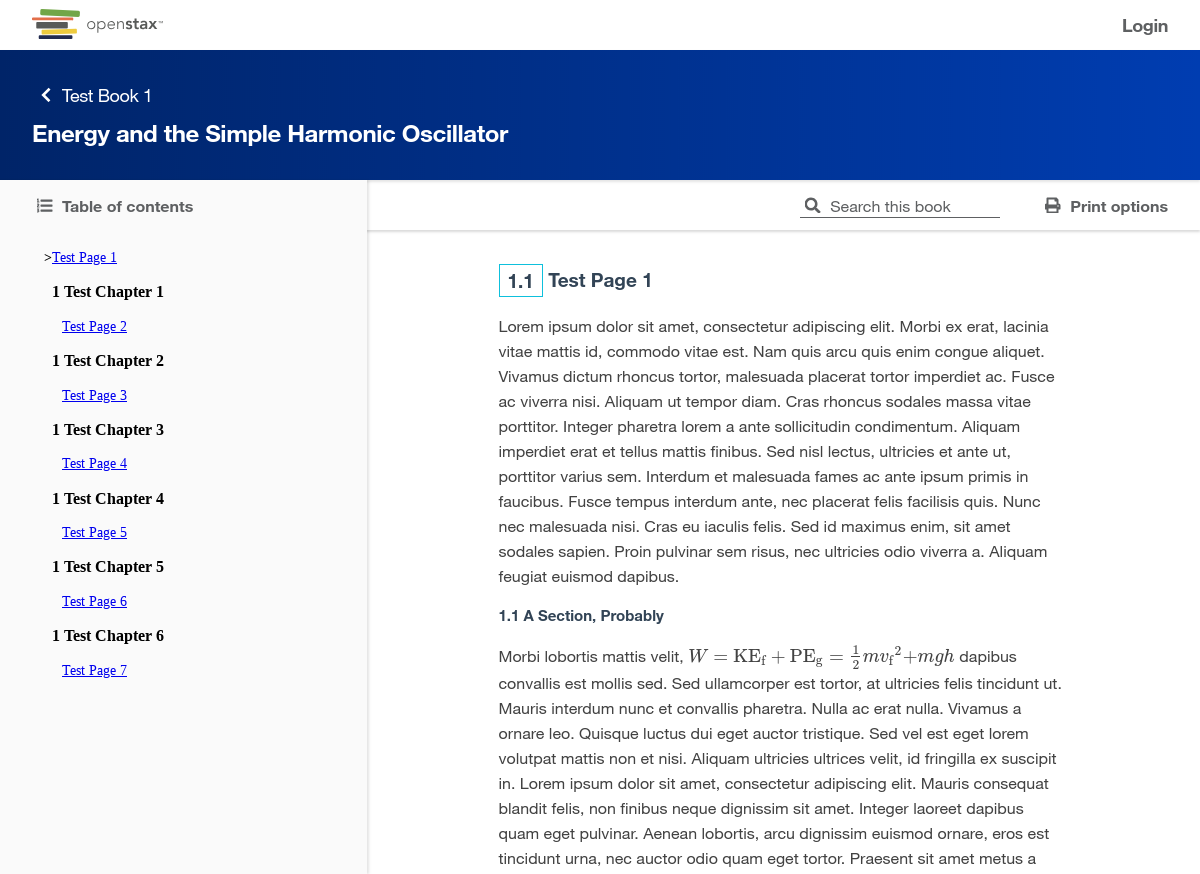 openstax™
Login
Test Book 1
Energy and the Simple Harmonic Oscillator
Table of contents
Search this book
Print options
>Test Page 1
1 Test Chapter 1
Test Page 2
1 Test Chapter 2
Test Page 3
1 Test Chapter 3
Test Page 4
1 Test Chapter 4
Test Page 5
1 Test Chapter 5
Test Page 6
1 Test Chapter 6
Test Page 7
1.1 Test Page 1
Lorem ipsum dolor sit amet, consectetur adipiscing elit. Morbi ex erat, lacinia
vitae mattis id, commodo vitae est. Nam quis arcu quis enim congue aliquet.
Vivamus dictum rhoncus tortor, malesuada placerat tortor imperdiet ac. Fusce
ac viverra nisi. Aliquam ut tempor diam. Cras rhoncus sodales massa vitae
porttitor. Integer pharetra lorem a ante sollicitudin condimentum. Aliquam
imperdiet erat et tellus mattis finibus. Sed nisl lectus, ultricies et ante ut,
porttitor varius sem. Interdum et malesuada fames ac ante ipsum primis in
faucibus. Fusce tempus interdum ante, nec placerat felis facilisis quis. Nunc
nec malesuada nisi. Cras eu iaculis felis. Sed id maximus enim, sit amet
sodales sapien. Proin pulvinar sem risus, nec ultricies odio viverra a. Aliquam
feugiat euismod dapibus.
1.1 A Section, Probably
Morbi lobortis mattis velit, W = KE_f + PE_g = 1/2 mv_f² + mgh dapibus
convallis est mollis sed. Sed ullamcorper est tortor, at ultricies felis tincidunt ut.
Mauris interdum nunc et convallis pharetra. Nulla ac erat nulla. Vivamus a
ornare leo. Quisque luctus dui eget auctor tristique. Sed vel est eget lorem
volutpat mattis non et nisi. Aliquam ultricies ultrices velit, id fringilla ex suscipit
in. Lorem ipsum dolor sit amet, consectetur adipiscing elit. Mauris consequat
blandit felis, non finibus neque dignissim sit amet. Integer laoreet dapibus
quam eget pulvinar. Aenean lobortis, arcu dignissim euismod ornare, eros est
tincidunt urna, nec auctor odio quam eget tortor. Praesent sit amet metus a